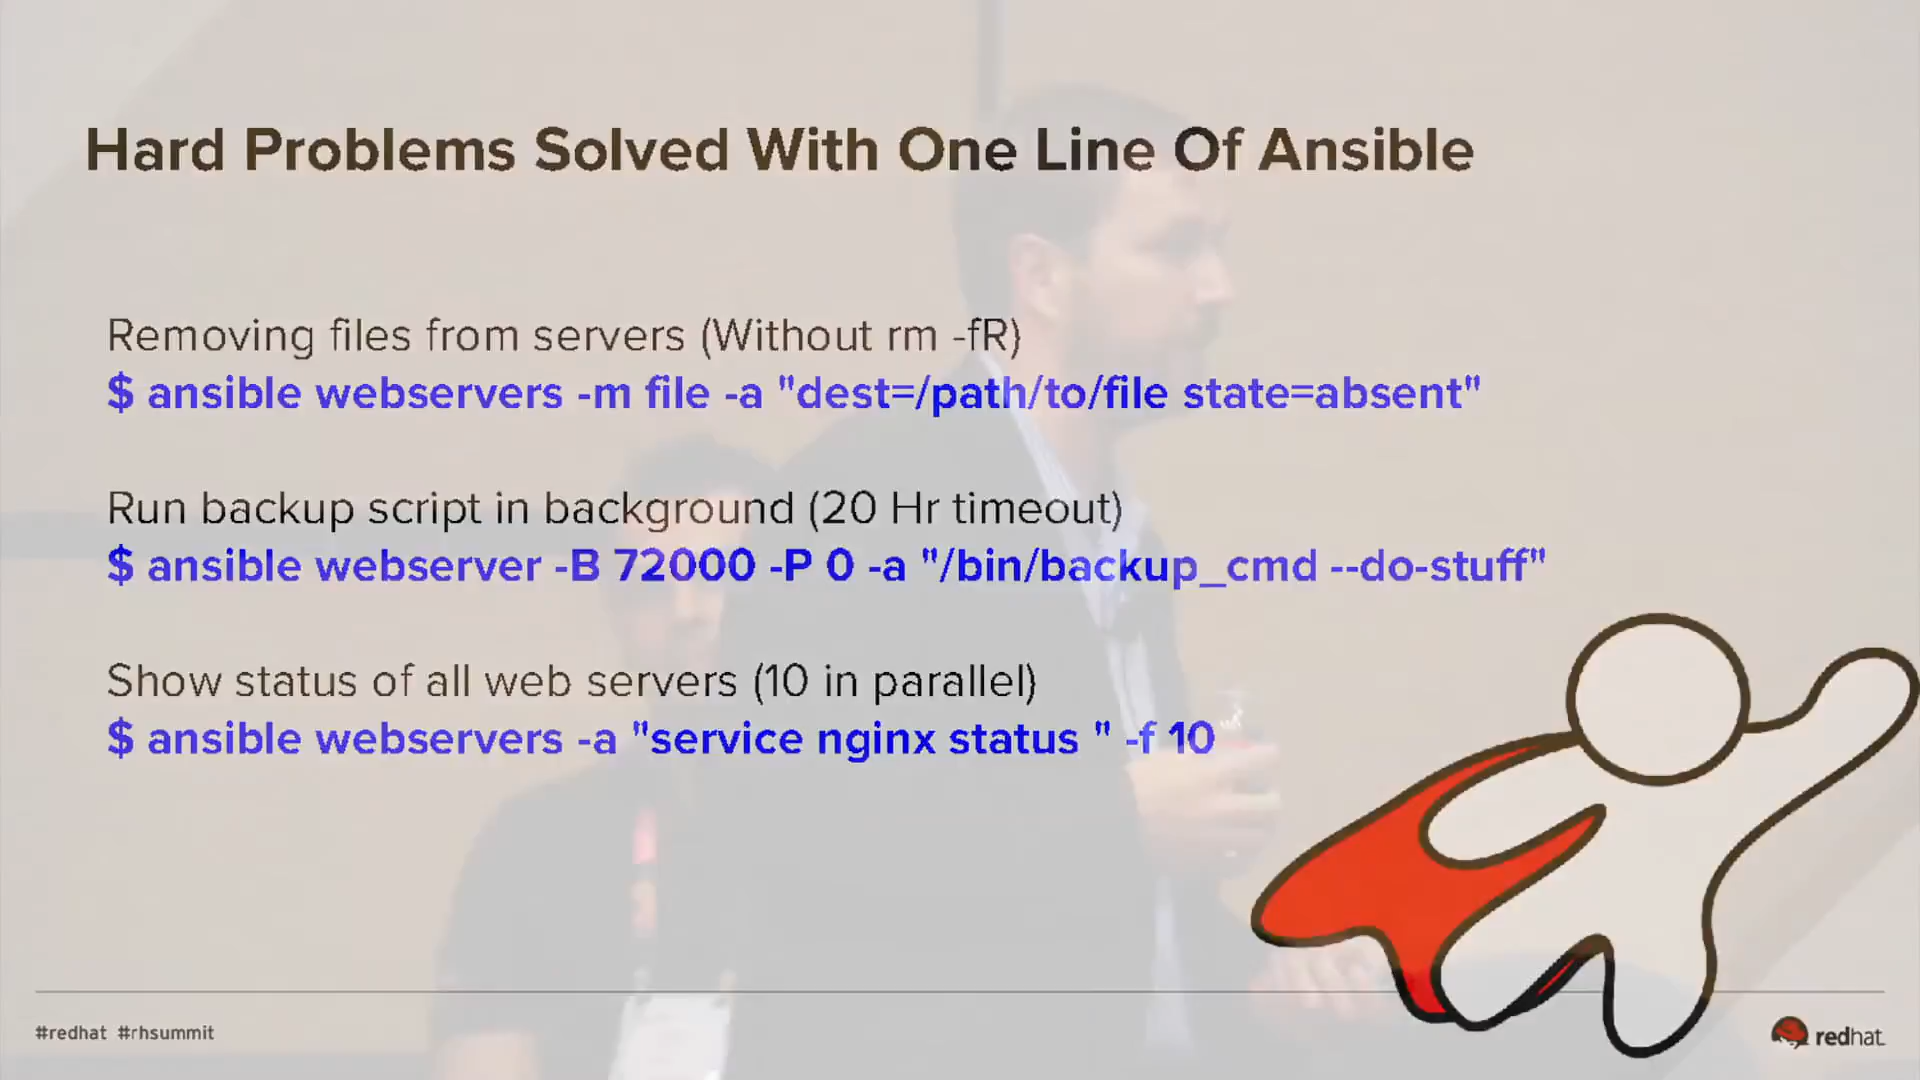 Hard Problems Solved With One Line Of Ansible
Removing files from servers (Without rm -fR)
$ ansible webservers -m file -a "dest=/path/to/file state=absent"
Run backup script in background (20 Hr timeout)
$ ansible webserver -B 72000 -P 0 -a "/bin/backup_cmd --do-stuff"
Show status of all web servers (10 in parallel)
$ ansible webservers -a "service nginx status " -f 10
#redhat #rhsummit
redhat.